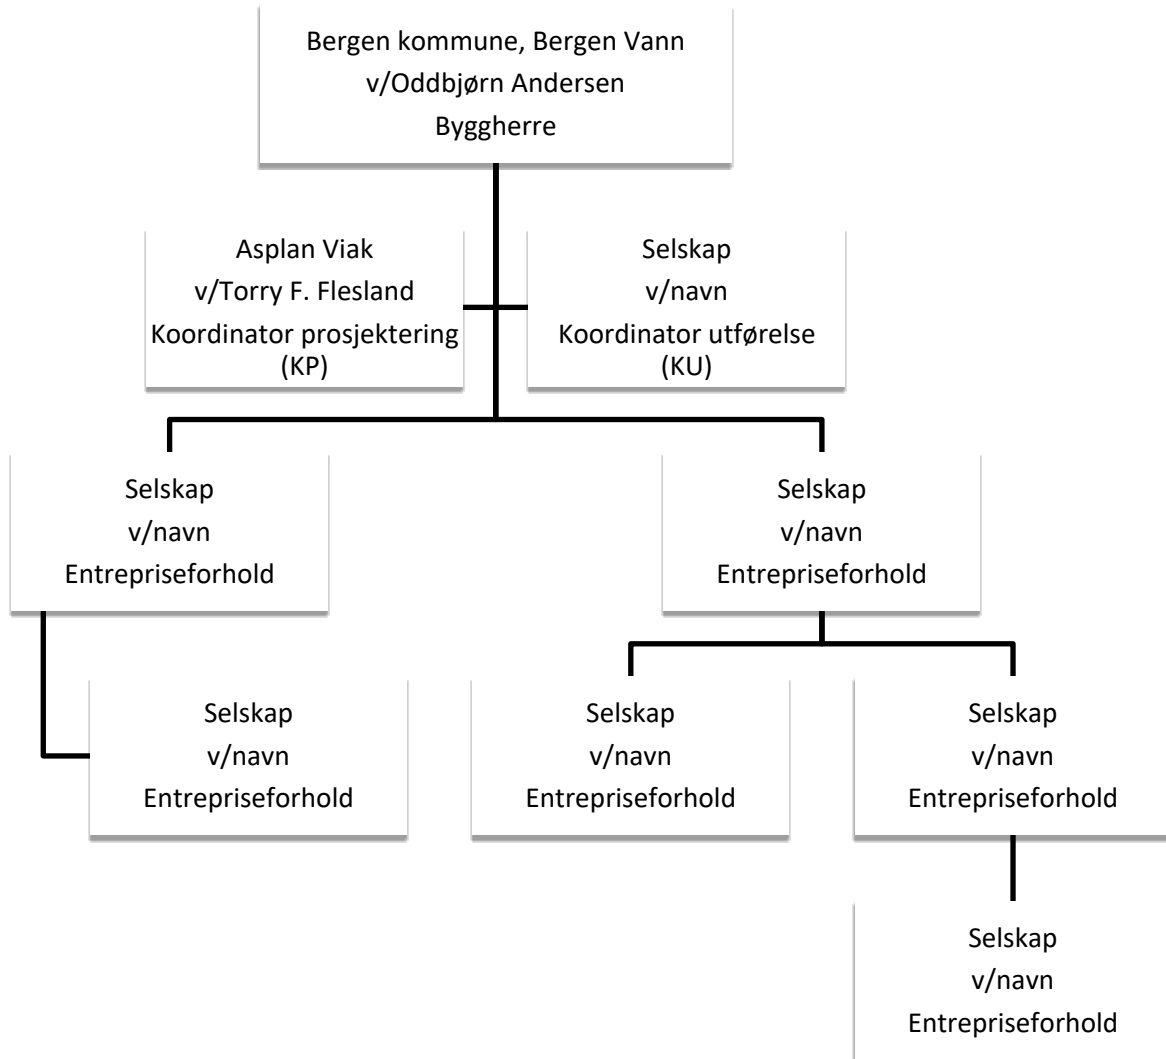 Bergen kommune, Bergen Vann
v/Oddbjørn Andersen
Byggherre
Asplan Viak
v/Torry F. Flesland
Koordinator prosjektering
(KP)
Selskap
v/navn
Koordinator utførelse
(KU)
Selskap
v/navn
Entrepriseforhold
Selskap
v/navn
Entrepriseforhold
Selskap
v/navn
Entrepriseforhold
Selskap
v/navn
Entrepriseforhold
Selskap
v/navn
Entrepriseforhold
Selskap
v/navn
Entrepriseforhold